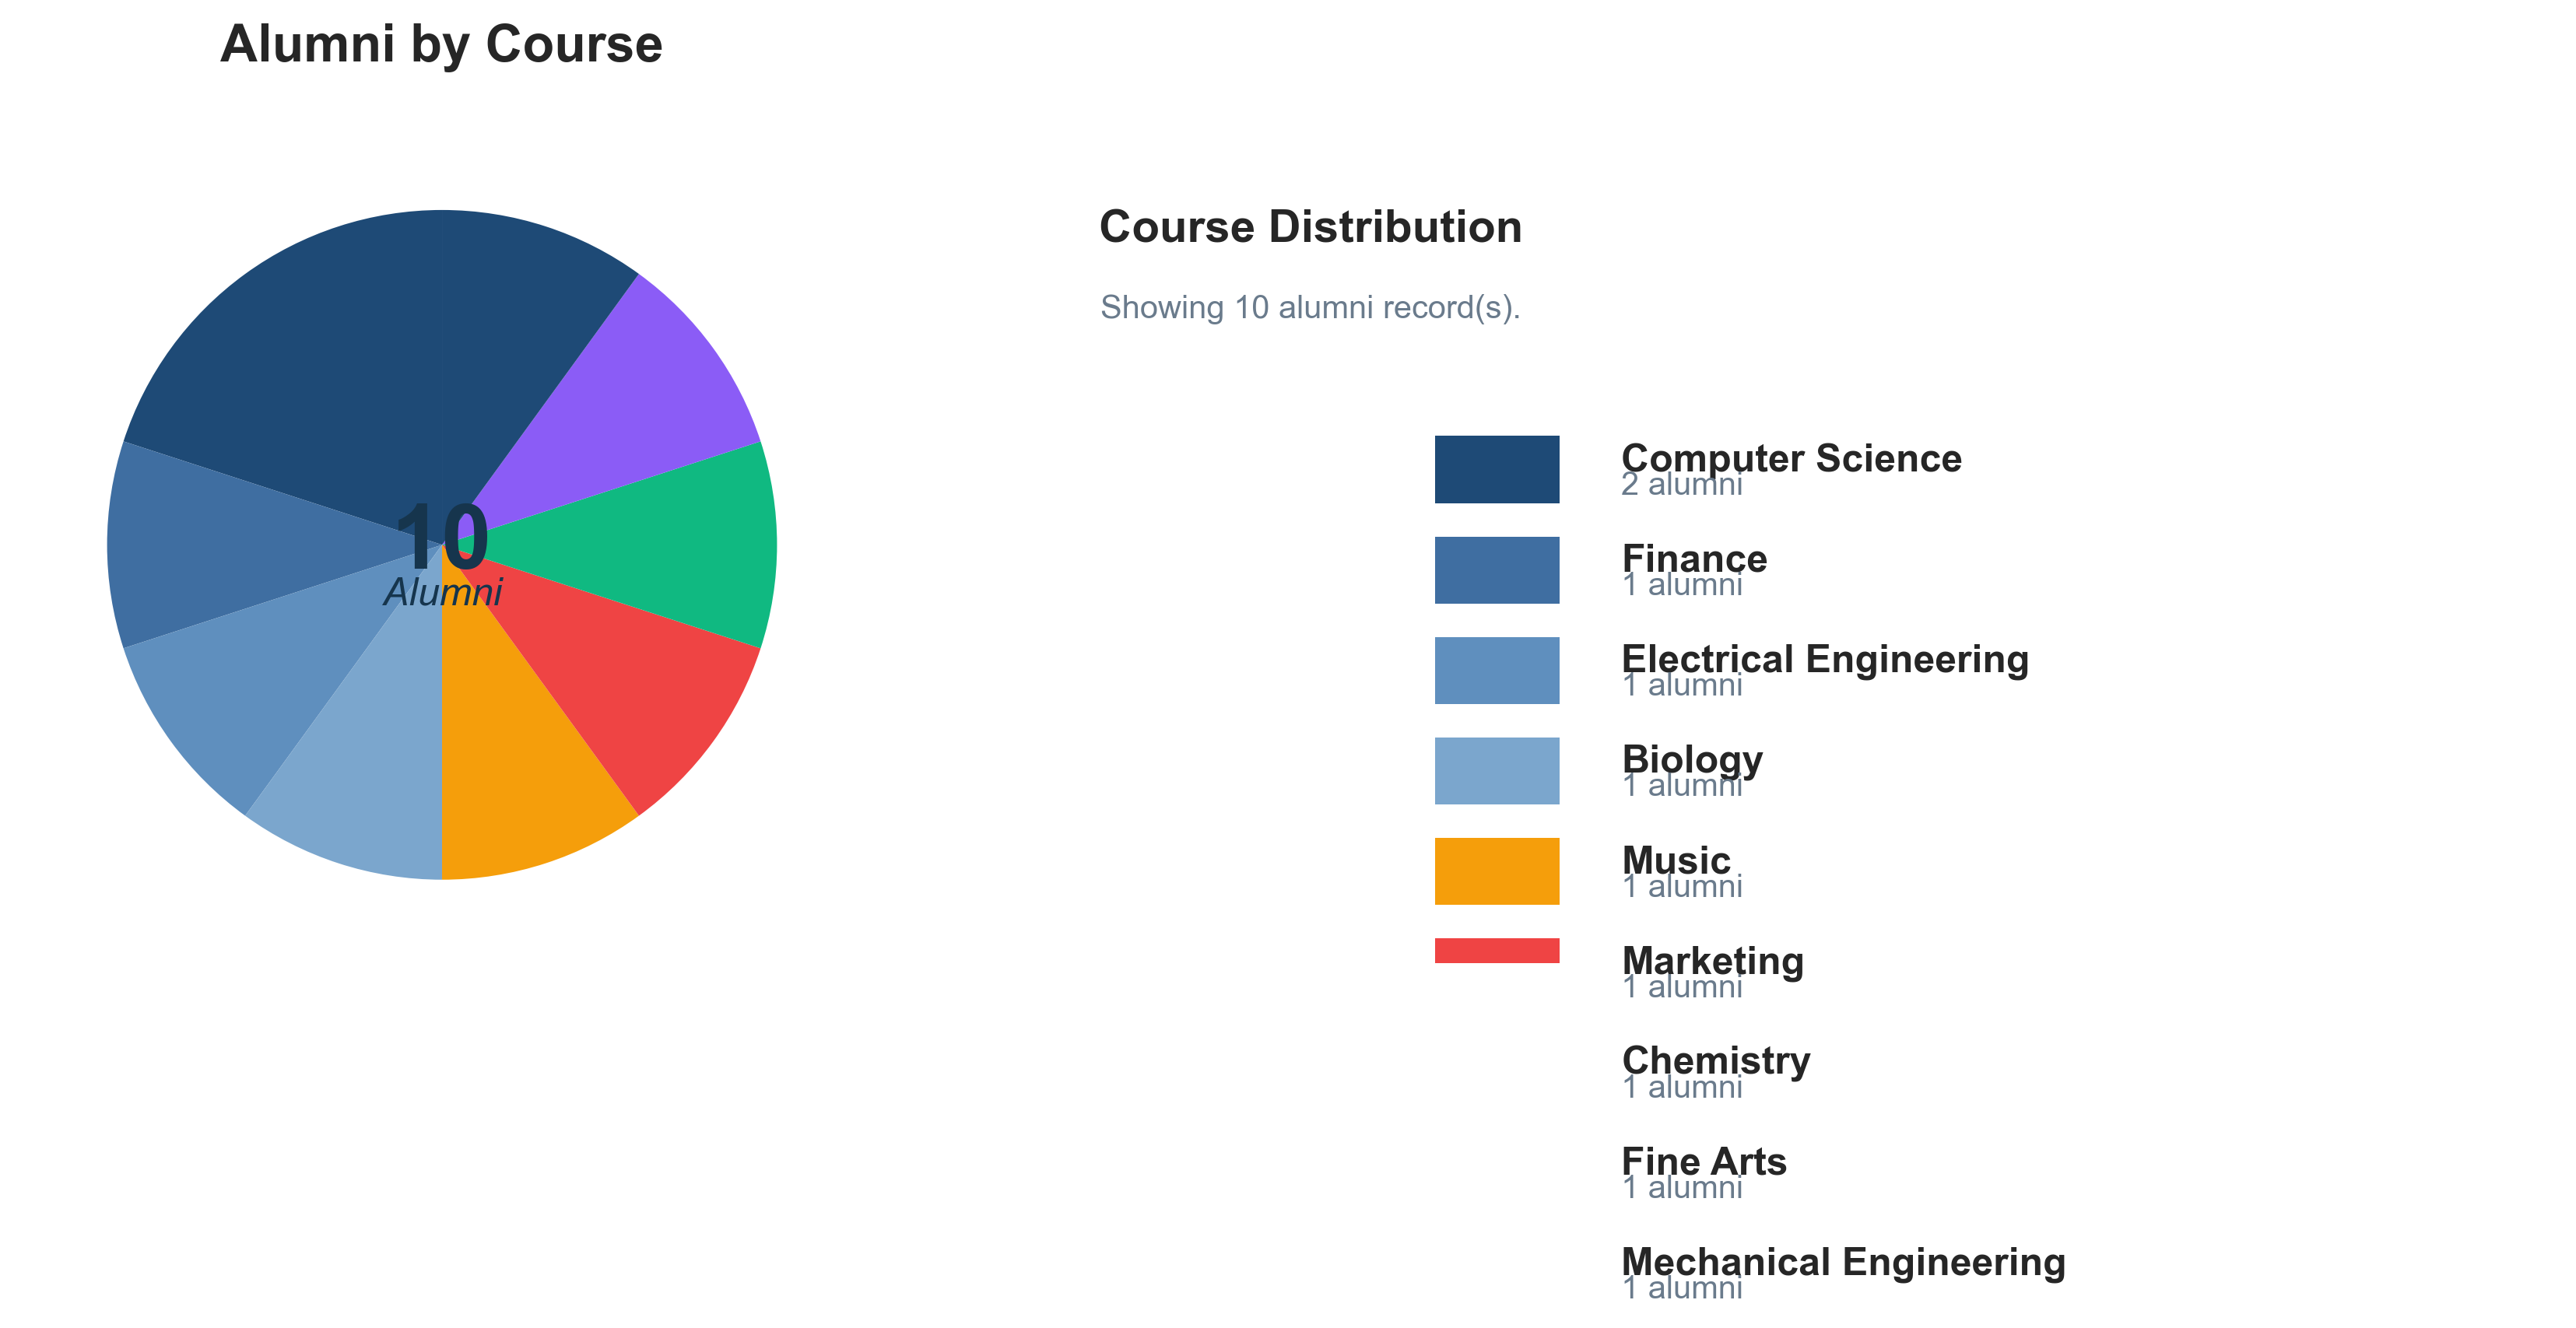 Alumni by Course
10
Alumni
Course Distribution
Showing 10 alumni record(s).
Computer Science
2 alumni
Finance
1 alumni
Electrical Engineering
1 alumni
Biology
1 alumni
Music
1 alumni
Marketing
1 alumni
Chemistry
1 alumni
Fine Arts
1 alumni
Mechanical Engineering
1 alumni